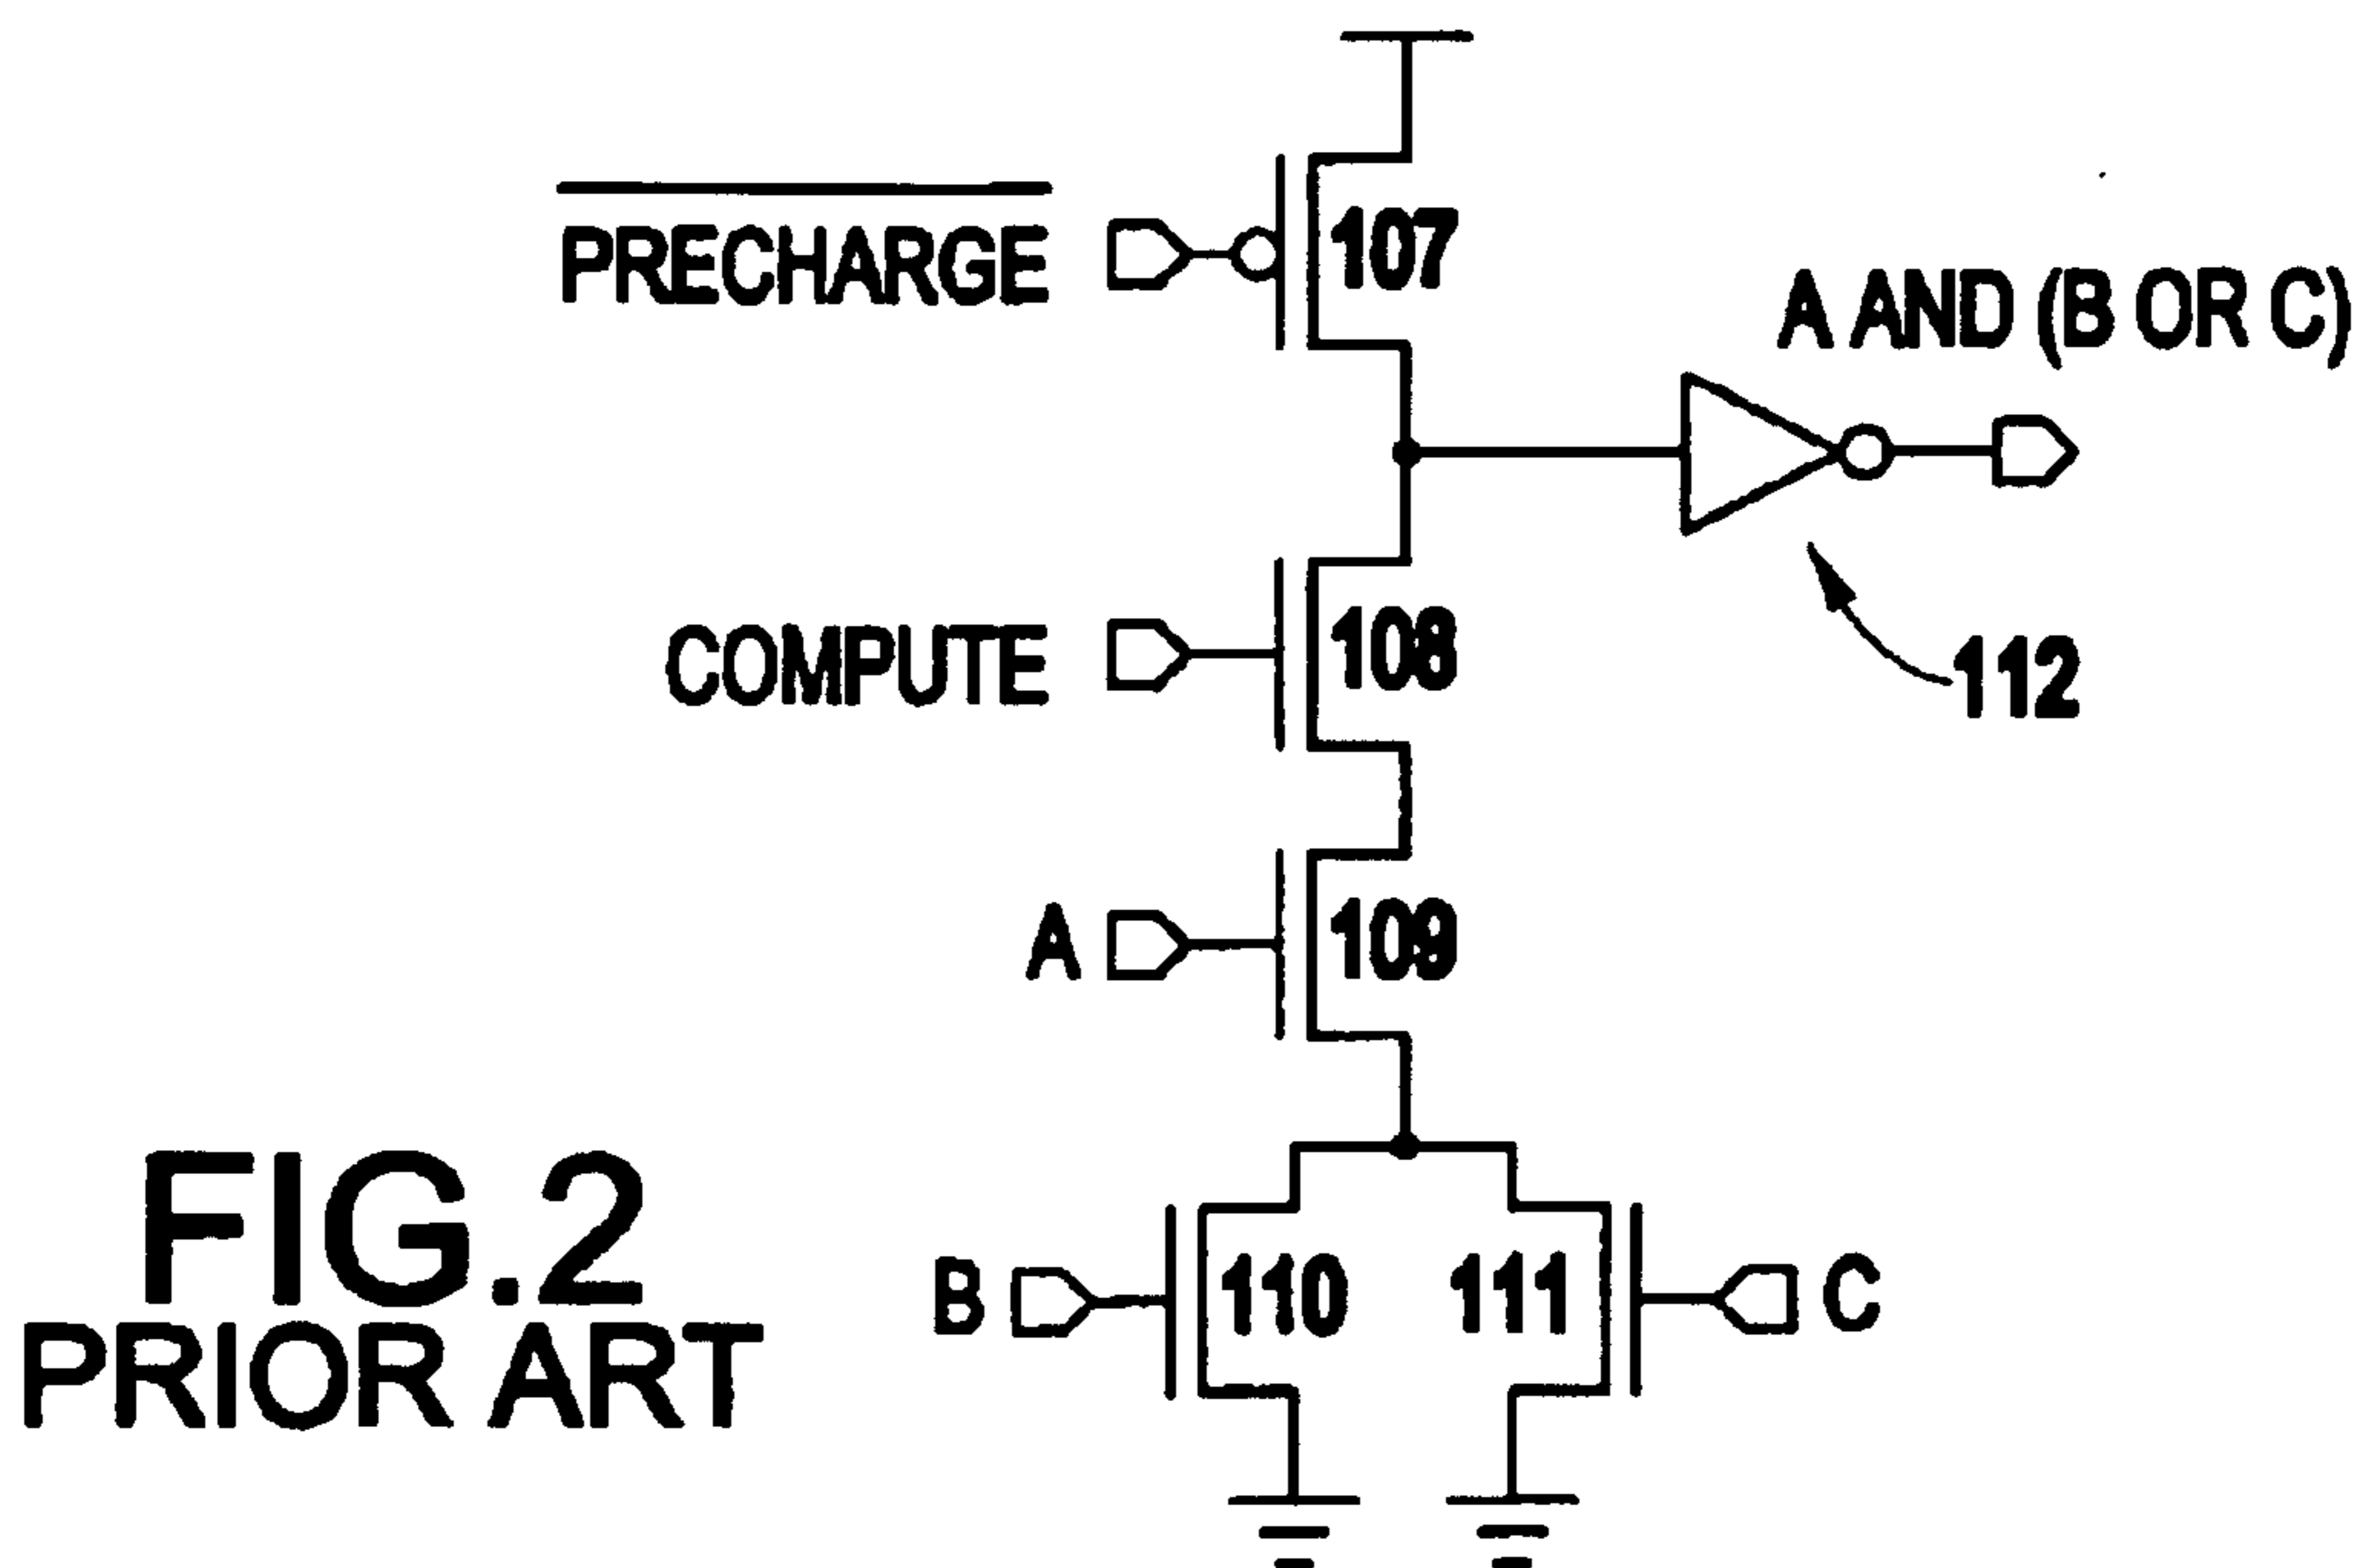 PRECHARGE
107
A AND (B OR C)
COMPUTE
108
112
A
109
B
110
111
C
FIG.2
PRIOR ART